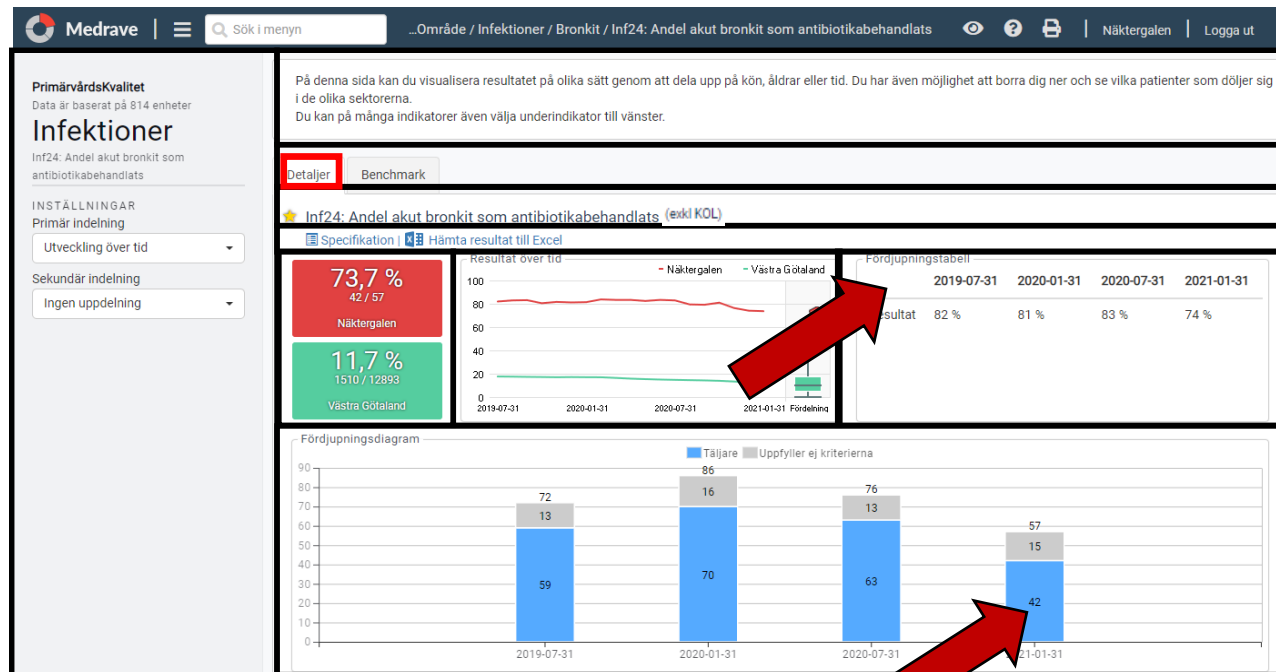 Medrave
Sök i menyn
...Område / Infektioner / Bronkit / Inf24: Andel akut bronkit som antibiotikabehandlats
Näktergalen
Logga ut
PrimärvårdsKvalitet
Data är baserat på 814 enheter
Infektioner
Inf24: Andel akut bronkit som
antibiotikabehandlats
INSTÄLLNINGAR
Primär indelning
Utveckling över tid
Sekundär indelning
Ingen uppdelning
På denna sida kan du visualisera resultatet på olika sätt genom att dela upp på kön, åldrar eller tid. Du har även möjlighet att borra dig ner och se vilka patienter som döljer sig
i de olika sektorerna.
Du kan på många indikatorer även välja underindikator till vänster.
Detaljer
Benchmark
Inf24: Andel akut bronkit som antibiotikabehandlats (exkl KOL)
Specifikation | Hämta resultat till Excel
73,7 %
42 / 57
Näktergalen
11,7 %
1510 / 12893
Västra Götaland
Resultat över tid
- Näktergalen - Västra Götaland
100
80
60
40
20
0
2019-07-31 2020-01-31 2020-07-31 2021-01-31 Fördelning
Fördjupningstabell
2019-07-31 2020-01-31 2020-07-31 2021-01-31
esultat 82 % 81 % 83 % 74 %
Fördjupningsdiagram
Täljare Uppfyller ej kriterierna
90
80
70
60
50
40
30
20
10
0
72
13
59
86
16
70
76
13
63
57
15
42
2019-07-31 2020-01-31 2020-07-31 2021-01-31